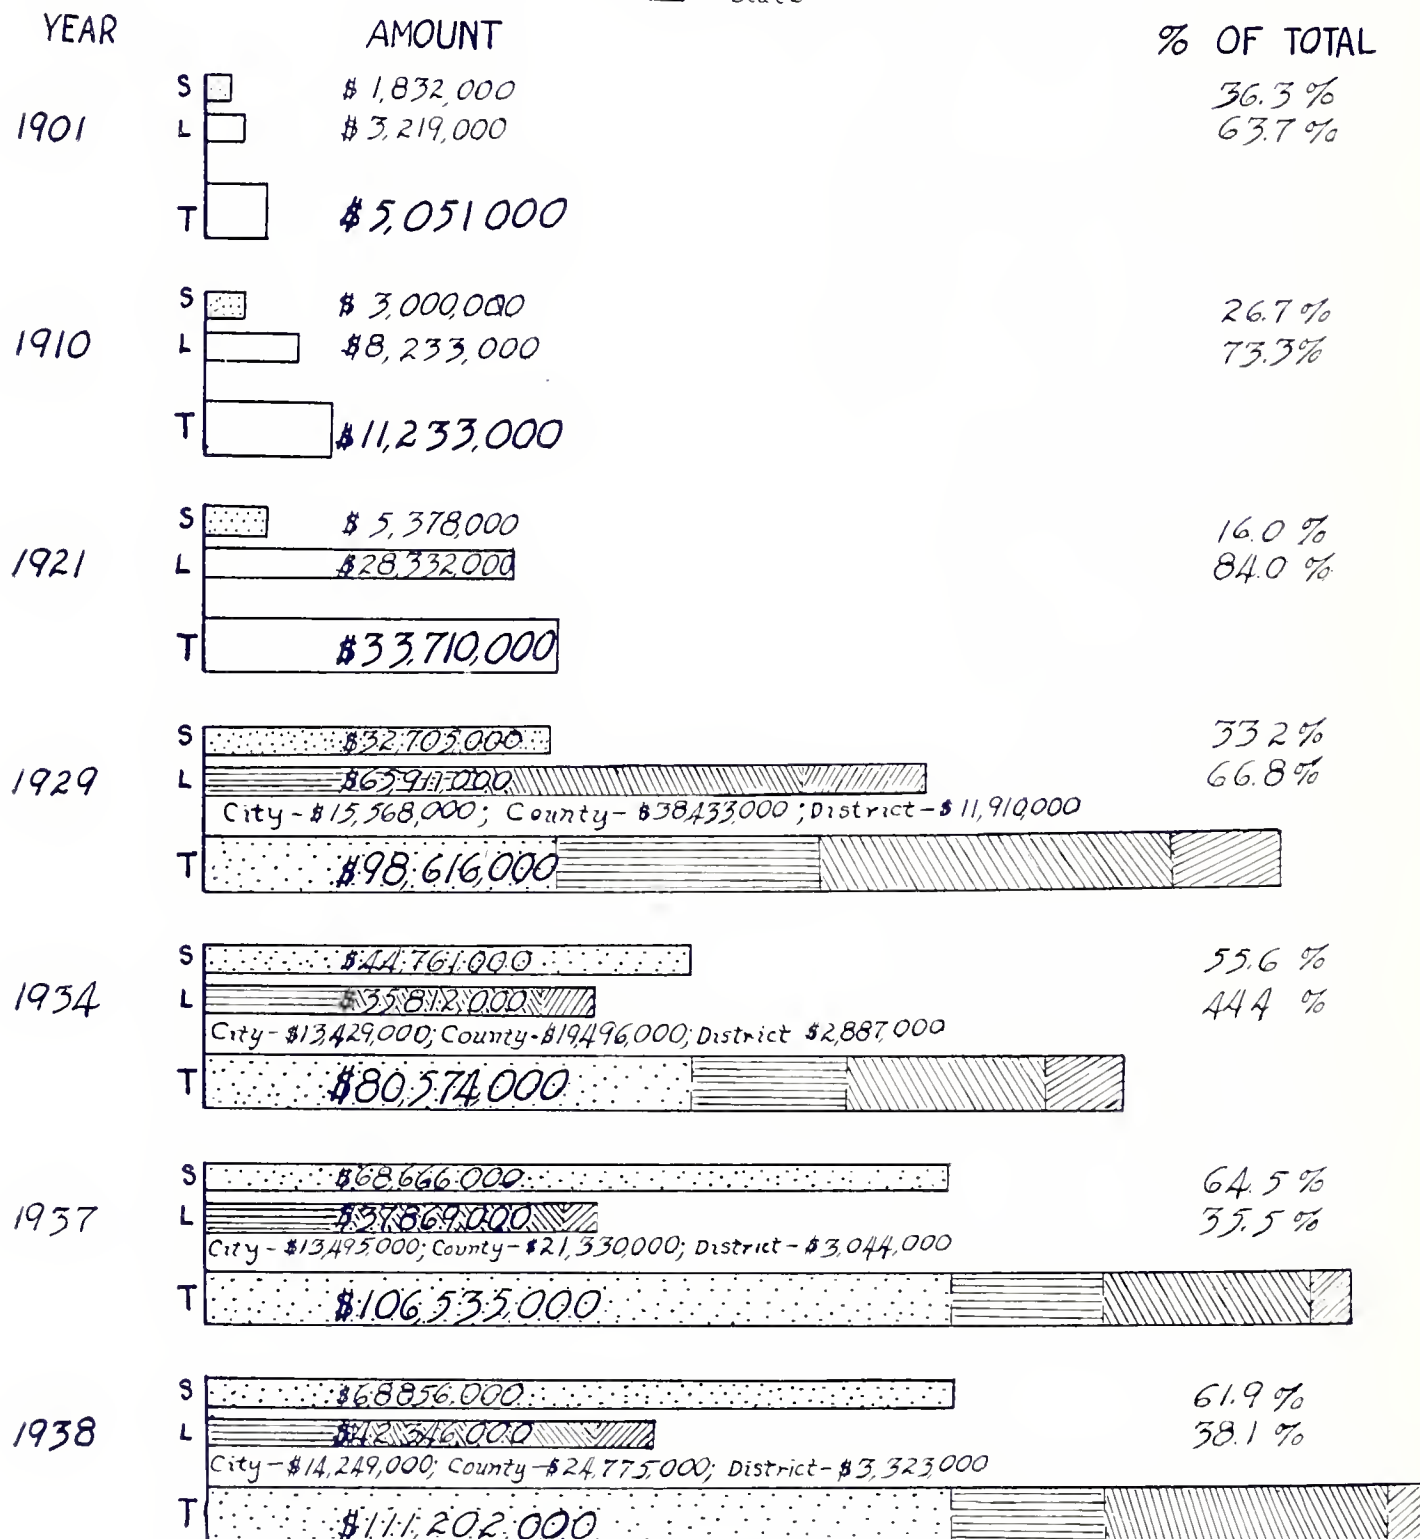 State
YEAR AMOUNT % OF TOTAL
S $ 1,832,000 36.3 %
1901 L $ 3,219,000 63.7 %
T $5,051000
S $ 3,000,000 26.7 %
1910 L $8,233,000 73.3%
T $11,233,000
S $ 5,378,000 16.0 %
1921 L $28,332,000 84.0 %
T $33,710,000
S $32,705,000 33 2 %
1929 L $65,911,000 66.8 %
City - $15,568,000; County - $38,433,000; District - $11,910,000
T $98,616,000
S $44,761,000 55.6 %
1934 L $35,812,000 44 4 %
City - $13,429,000; County - $19,496,000; District $2,887,000
T $80,574,000
S $68,666,000 64.5 %
1937 L $37,869,000 35.5 %
City - $13,495,000; County - $21,330,000; District - $3,044,000
T $106,535,000
S $68,856,000 61.9 %
1938 L $42,346,000 38.1 %
City - $14,249,000; County - $24,775,000; District - $3,323,000
T $111,202,000